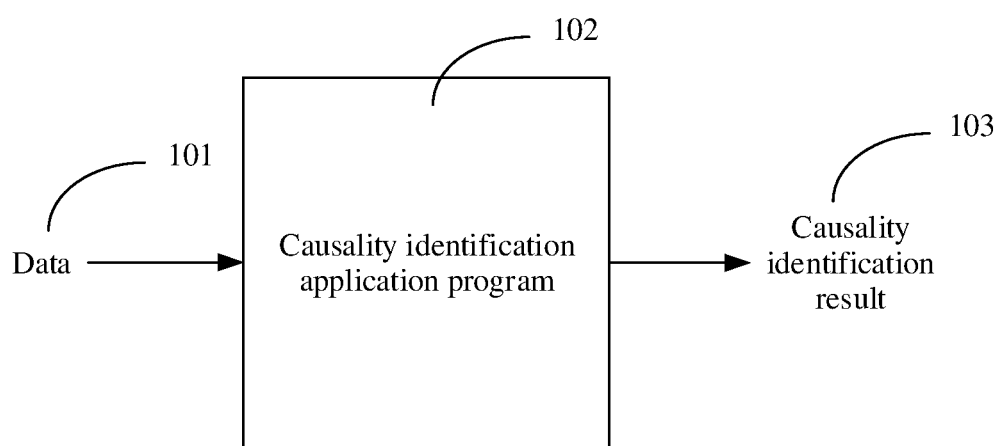 102
103
101
Causality identification
application program
Data
Causality
identification
result